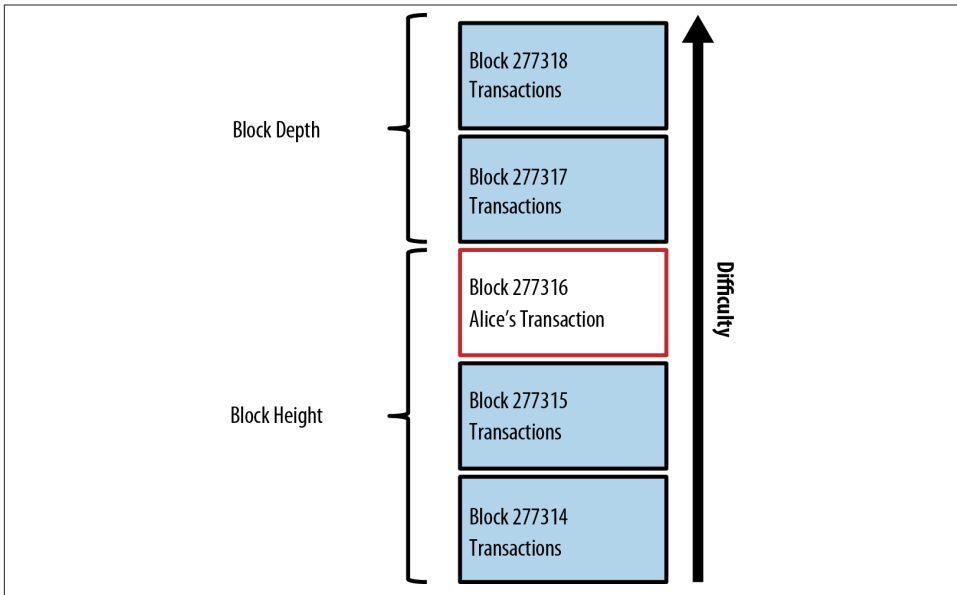 Block 277318
Transactions
Block Depth
Block 277317
Transactions
Block 277316
Alice’s Transaction
Difficulty
Block 277315
Transactions
Block Height
Block 277314
Transactions